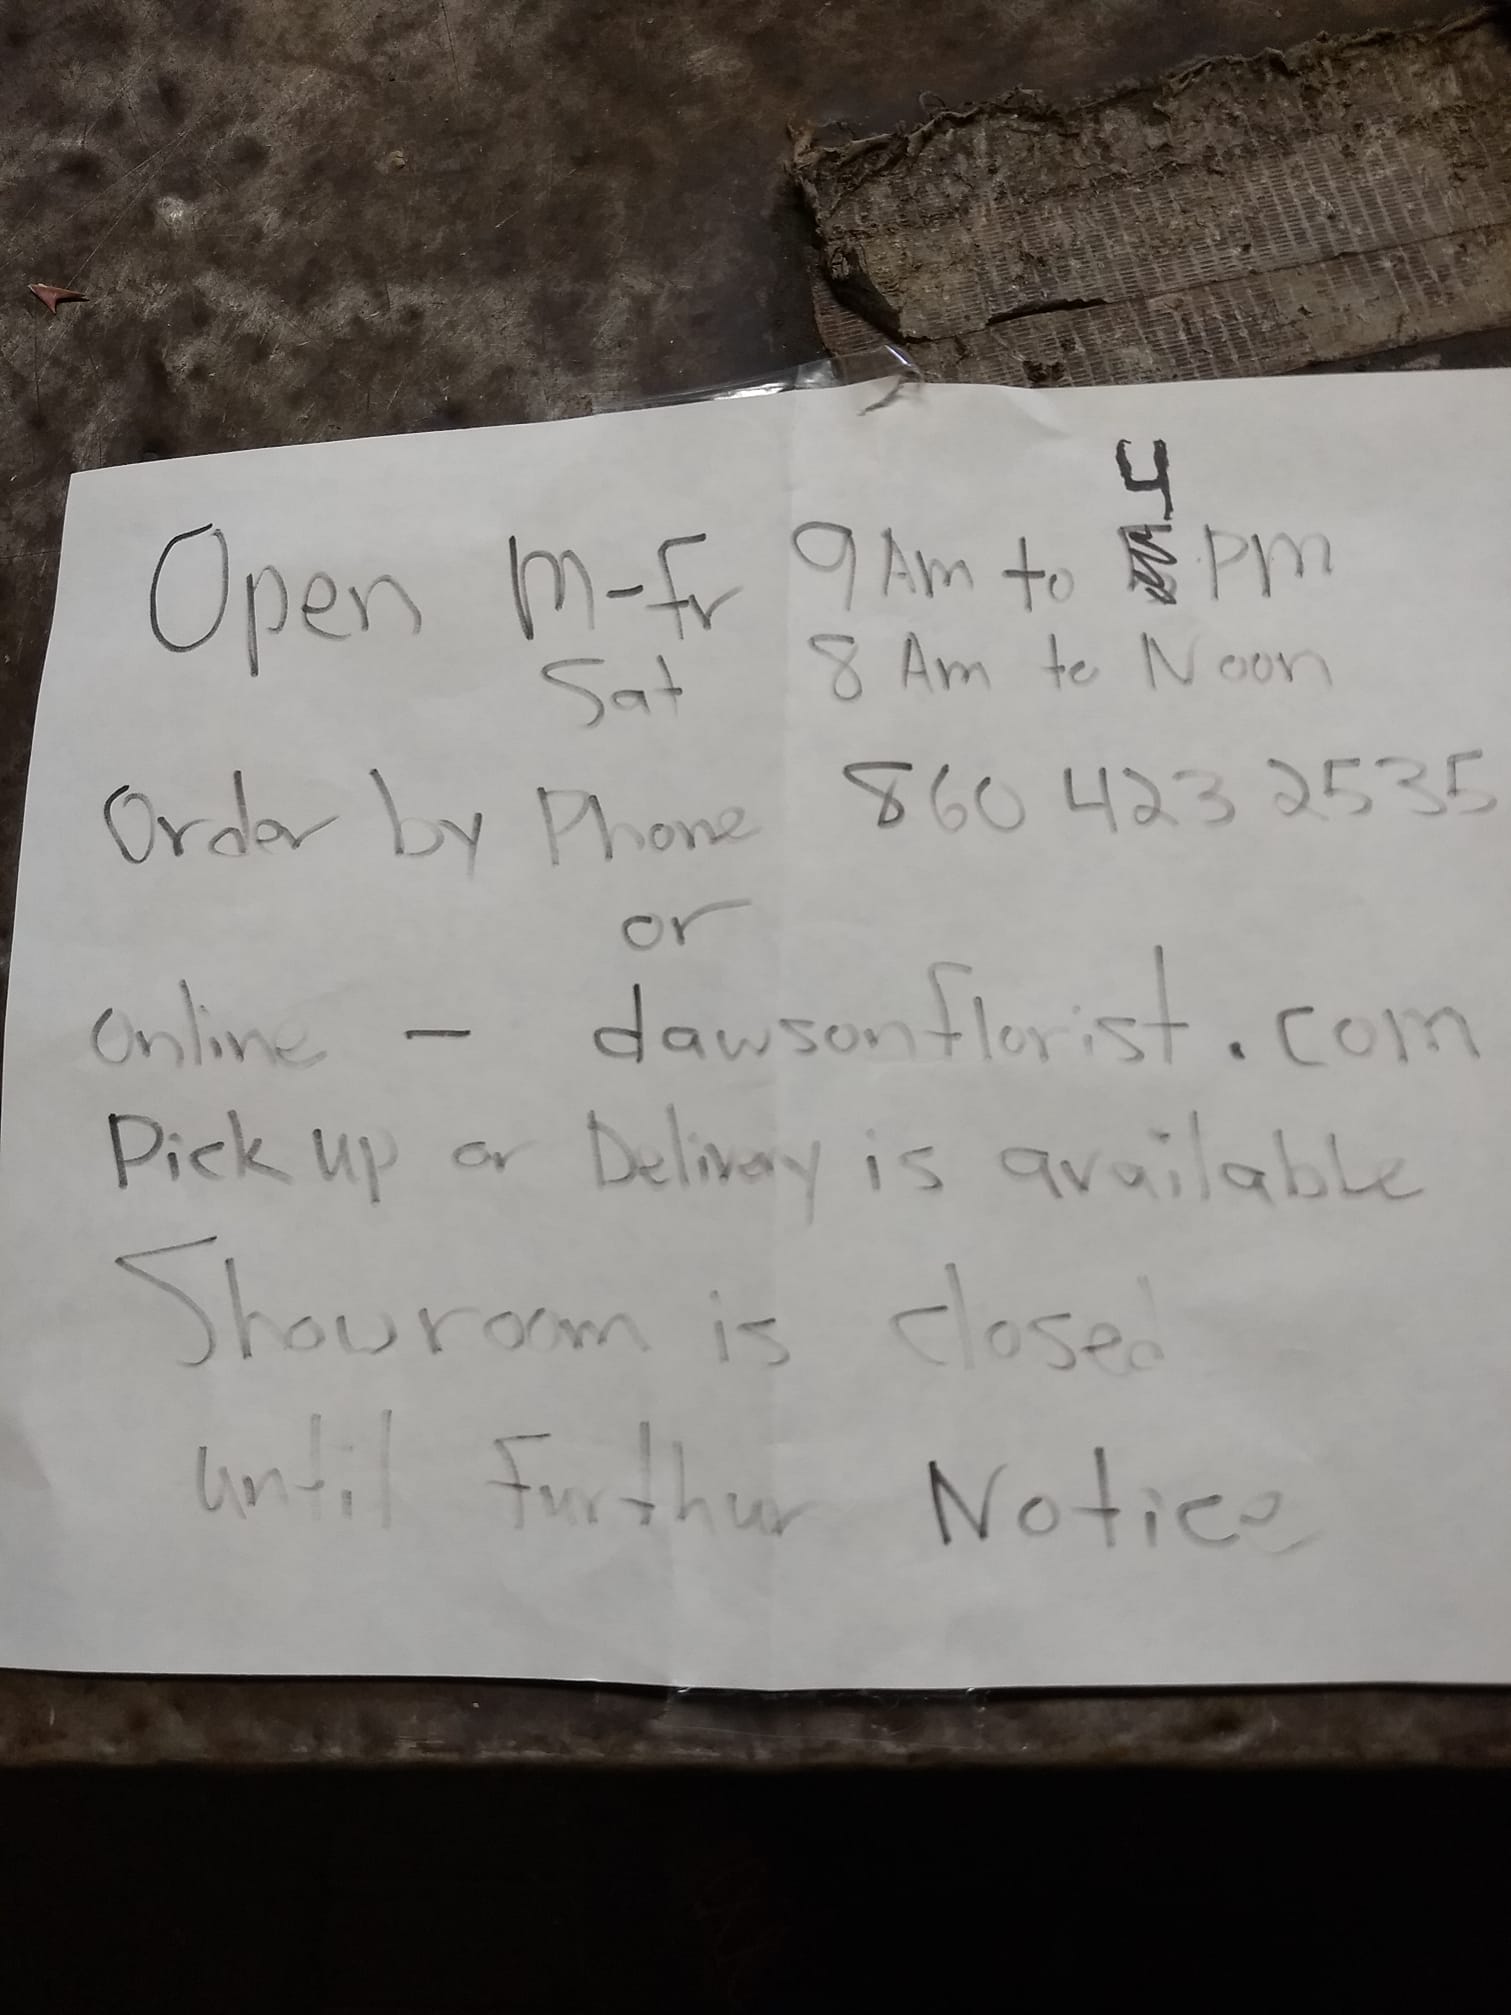 Open M-Fr 9 Am to 4 PM
Sat 8 Am to Noon
Order by Phone 860 423 2535
or
Online - dawsonflorist.com
Pick up or Delivery is available
Showroom is closed
until Furthur Notice